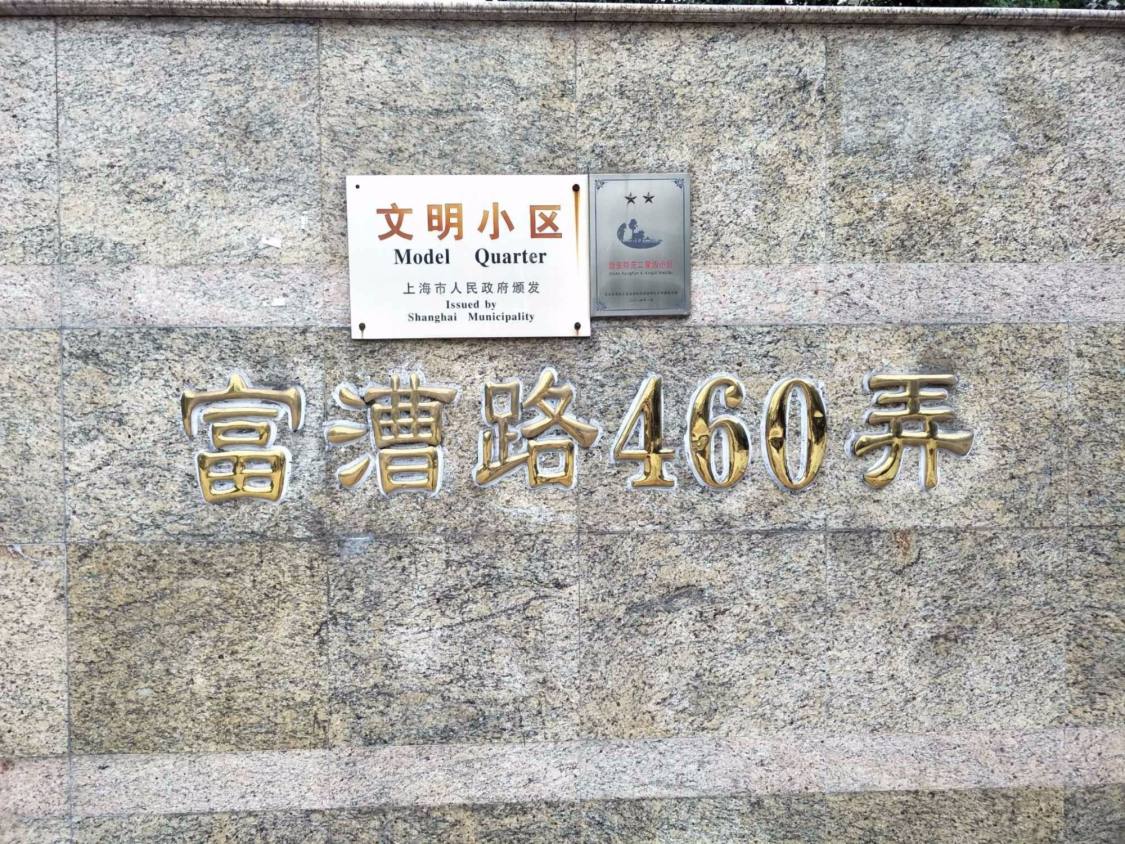 文明小区
Model Quarter
上海市人民政府颁发
Issued by
Shanghai Municipality
富漕路460弄